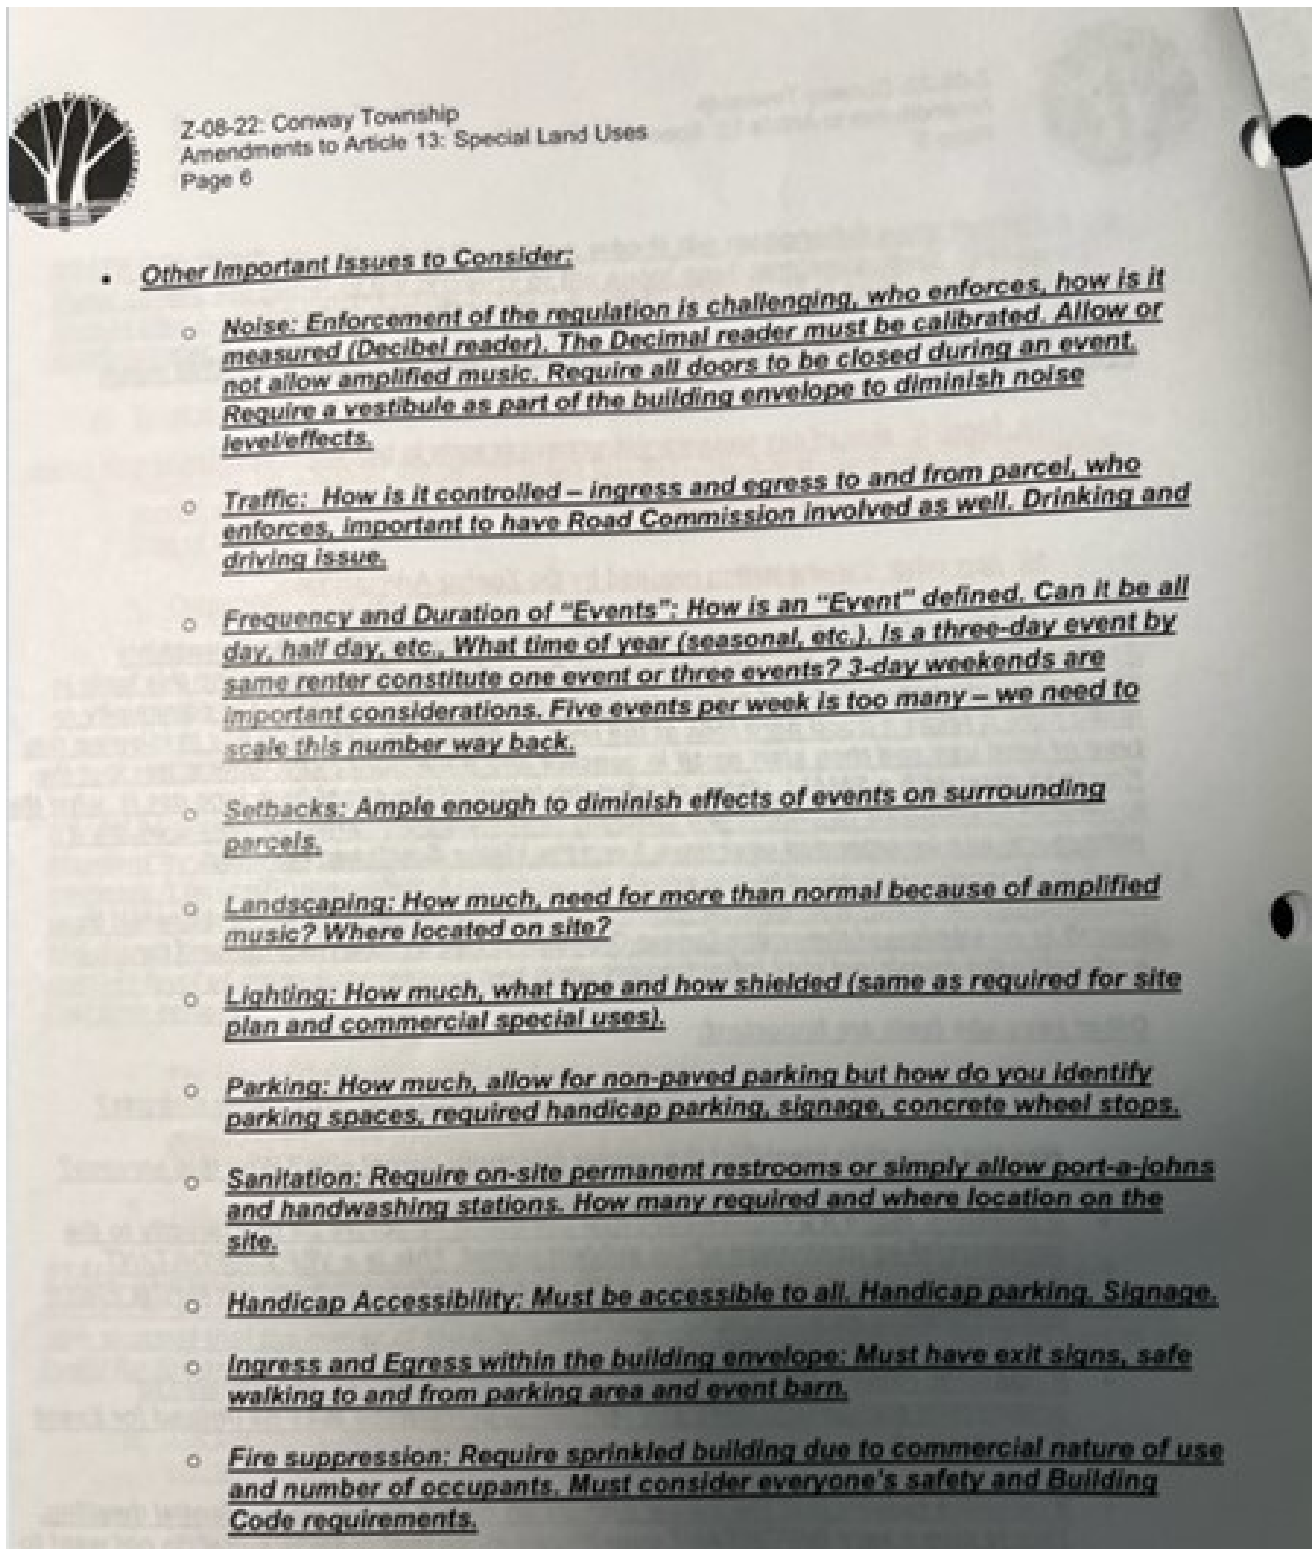 Z-08-22: Conway Township
Amendments to Article 13: Special Land Uses
Page 6
• Other Important Issues to Consider:
○ Noise: Enforcement of the regulation is challenging, who enforces, how is it
measured (Decibel reader). The Decimal reader must be calibrated. Allow or
not allow amplified music. Require all doors to be closed during an event.
Require a vestibule as part of the building envelope to diminish noise
level/effects.
○ Traffic: How is it controlled – ingress and egress to and from parcel, who
enforces, important to have Road Commission involved as well. Drinking and
driving issue.
○ Frequency and Duration of "Events": How is an "Event" defined. Can it be all
day, half day, etc., What time of year (seasonal, etc.). Is a three-day event by
same renter constitute one event or three events? 3-day weekends are
important considerations. Five events per week is too many – we need to
scale this number way back.
○ Setbacks: Ample enough to diminish effects of events on surrounding
parcels.
○ Landscaping: How much, need for more than normal because of amplified
music? Where located on site?
○ Lighting: How much, what type and how shielded (same as required for site
plan and commercial special uses).
○ Parking: How much, allow for non-paved parking but how do you identify
parking spaces, required handicap parking, signage, concrete wheel stops.
○ Sanitation: Require on-site permanent restrooms or simply allow port-a-johns
and handwashing stations. How many required and where location on the
site.
○ Handicap Accessibility: Must be accessible to all. Handicap parking. Signage.
○ Ingress and Egress within the building envelope: Must have exit signs, safe
walking to and from parking area and event barn.
○ Fire suppression: Require sprinkled building due to commercial nature of use
and number of occupants. Must consider everyone's safety and Building
Code requirements.